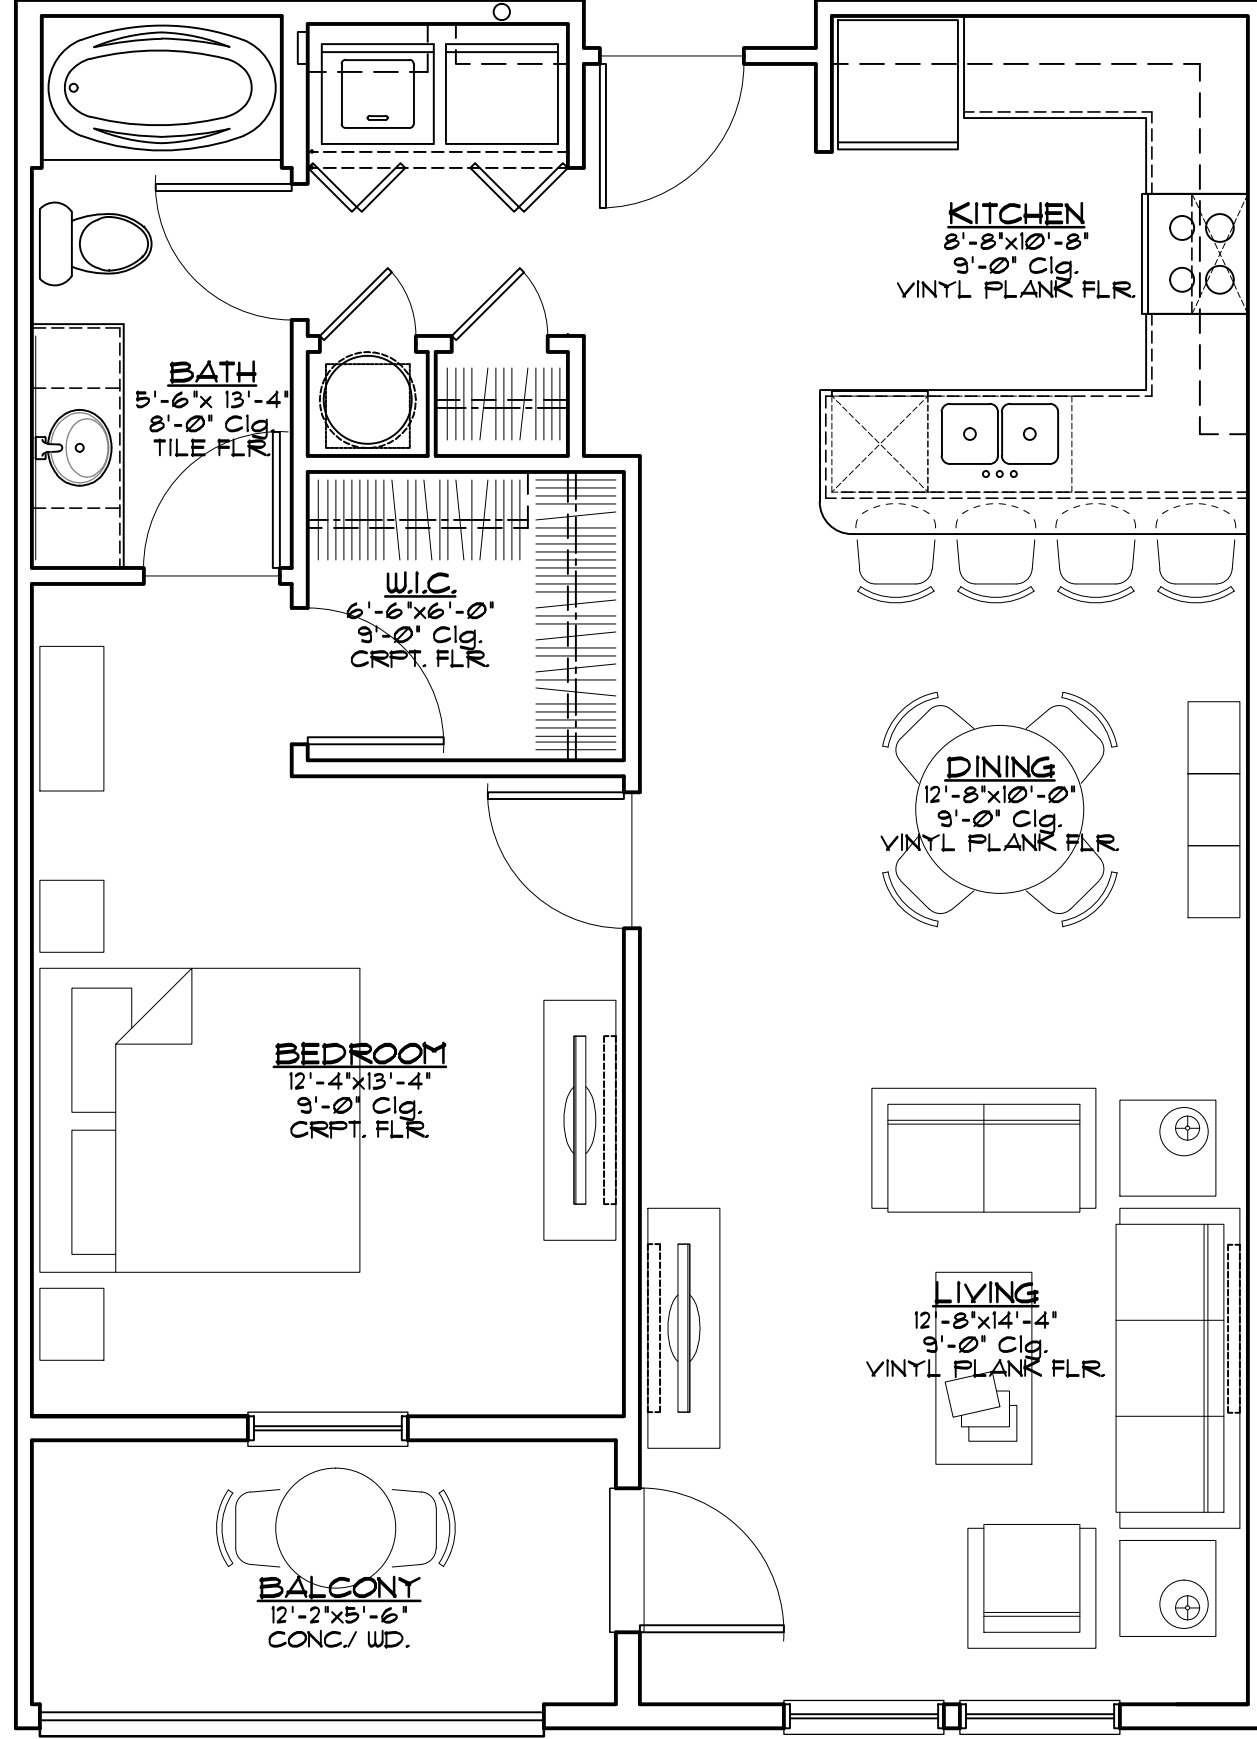 KITCHEN
8'-8"x10'-8"
9'-0" Clg.
VINYL PLANK FLR.
BATH
5'-6"x 13'-4"
8'-0" Clg.
TILE FLR.
W.I.C.
6'-6"x6'-0"
9'-0" Clg.
CRPT. FLR.
DINING
12'-8"x10'-0"
9'-0" Clg.
VINYL PLANK FLR.
BEDROOM
12'-4"x13'-4"
9'-0" Clg.
CRPT. FLR.
LIVING
12'-8"x14'-4"
9'-0" Clg.
VINYL PLANK FLR.
BALCONY
12'-2"x5'-6"
CONC./ WD.